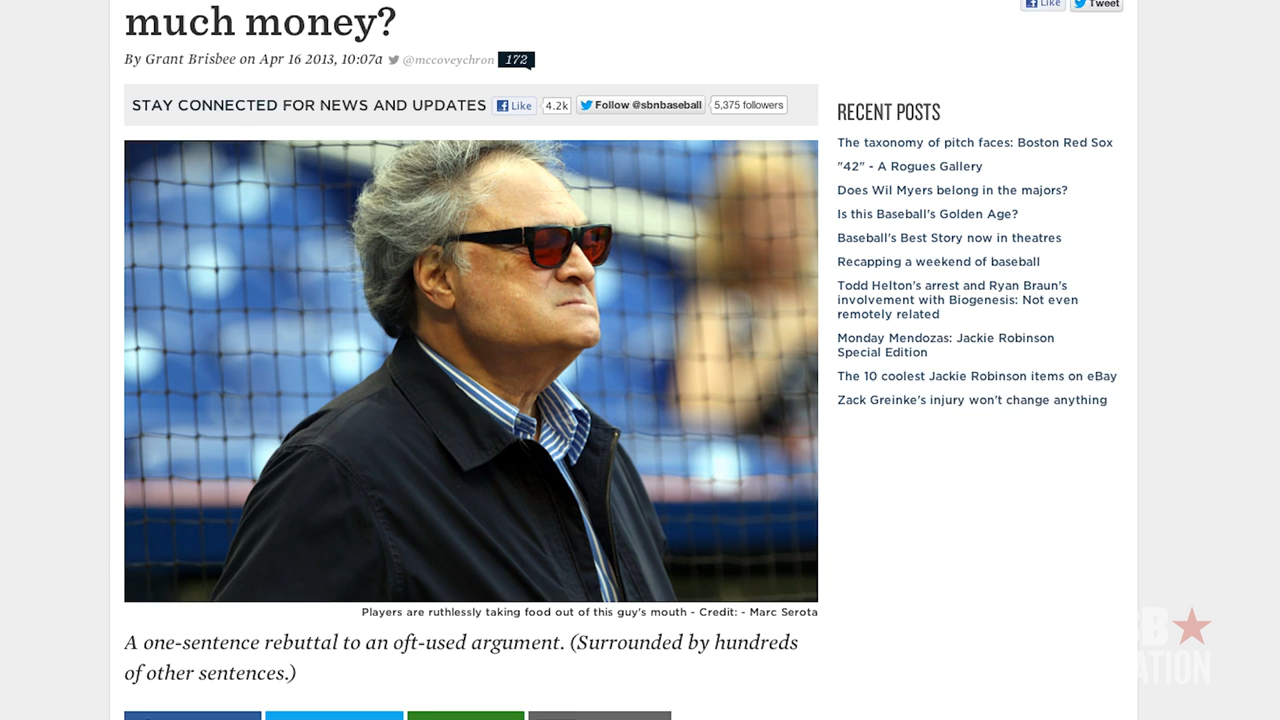 much money?
Like Tweet
By Grant Brisbee on Apr 16 2013, 10:07a @mccoveychron 172
STAY CONNECTED FOR NEWS AND UPDATES Like 4.2k Follow @sbnbaseball 5,375 followers
Players are ruthlessly taking food out of this guy's mouth - Credit: - Marc Serota
A one-sentence rebuttal to an oft-used argument. (Surrounded by hundreds
of other sentences.)
RECENT POSTS
The taxonomy of pitch faces: Boston Red Sox
"42" - A Rogues Gallery
Does Wil Myers belong in the majors?
Is this Baseball's Golden Age?
Baseball's Best Story now in theatres
Recapping a weekend of baseball
Todd Helton's arrest and Ryan Braun's
involvement with Biogenesis: Not even
remotely related
Monday Mendozas: Jackie Robinson
Special Edition
The 10 coolest Jackie Robinson items on eBay
Zack Greinke's injury won't change anything